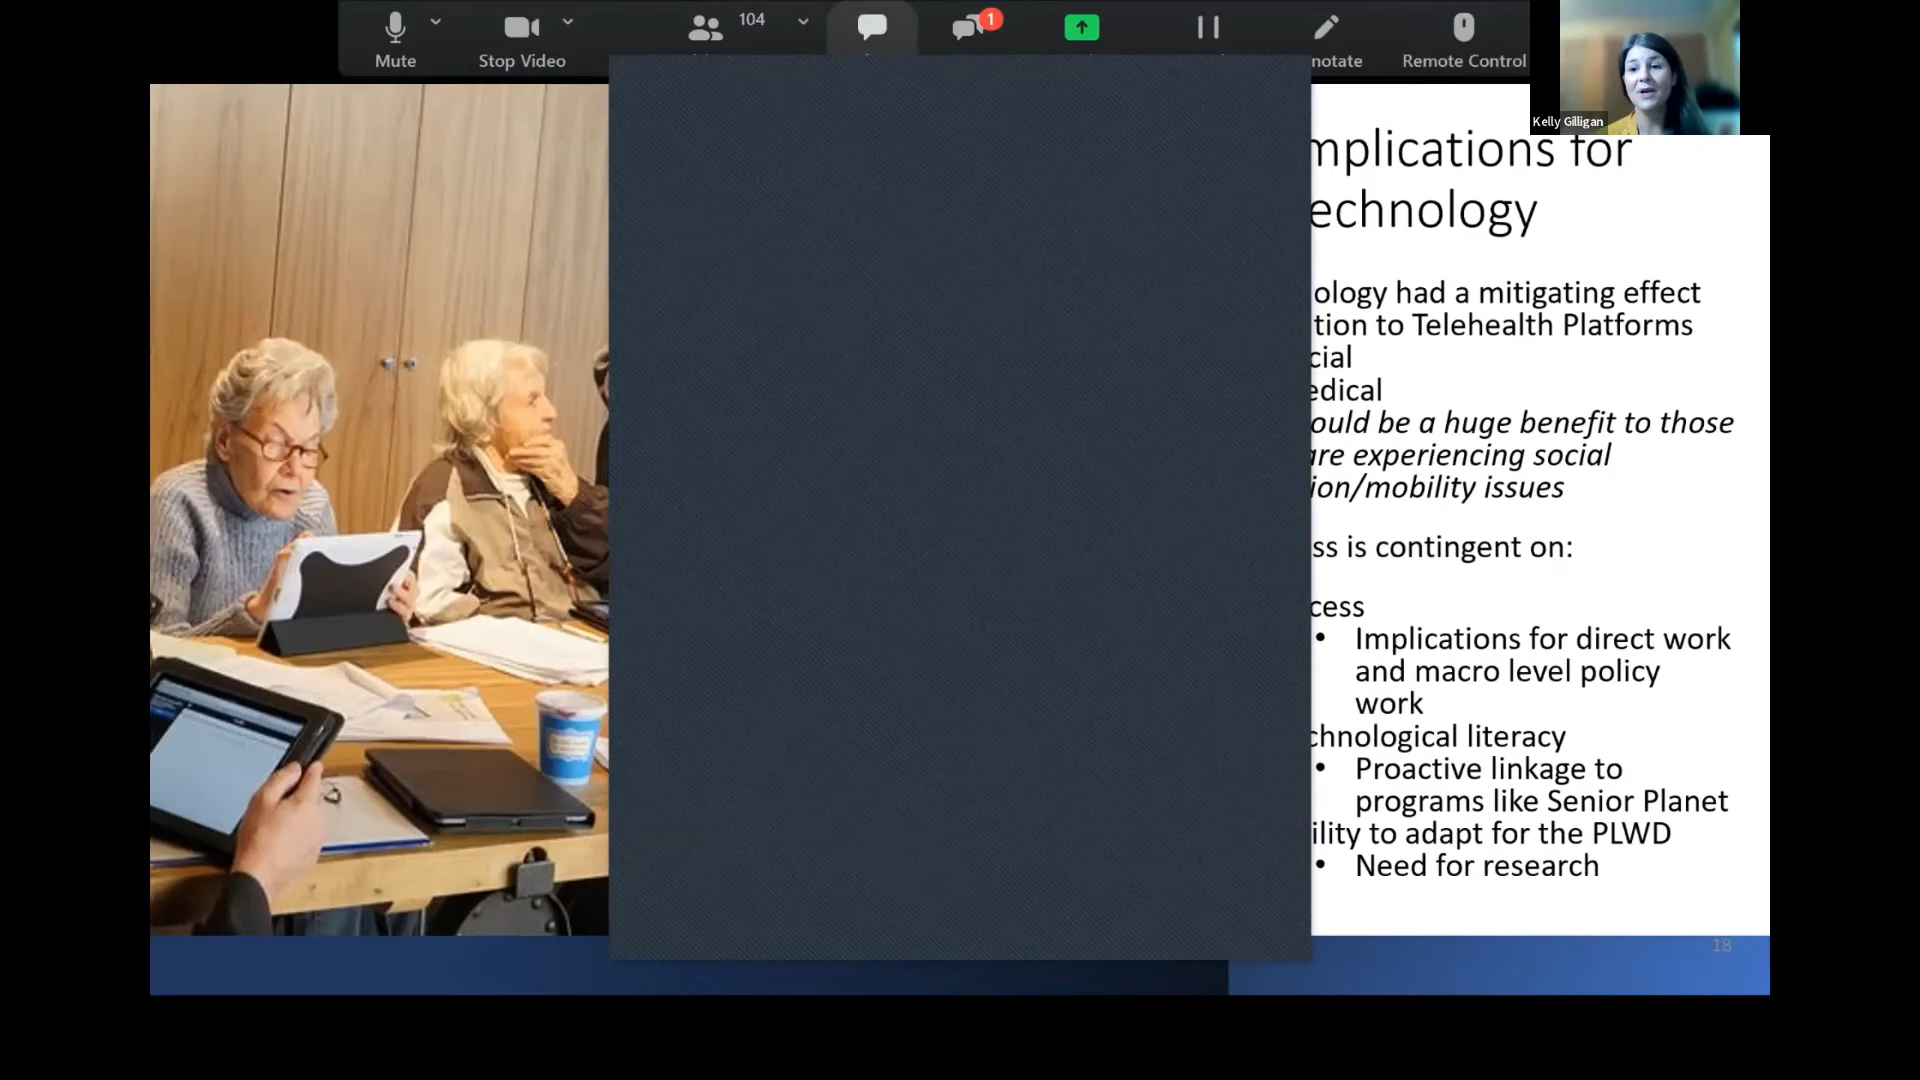 104
1
Mute
Stop Video
notate
Remote Control
Kelly Gilligan
mplications for
echnology
ology had a mitigating effect
tion to Telehealth Platforms
cial
edical
ould be a huge benefit to those
are experiencing social
ion/mobility issues
ss is contingent on:
cess
• Implications for direct work
and macro level policy
work
chnological literacy
• Proactive linkage to
programs like Senior Planet
ility to adapt for the PLWD
• Need for research
18